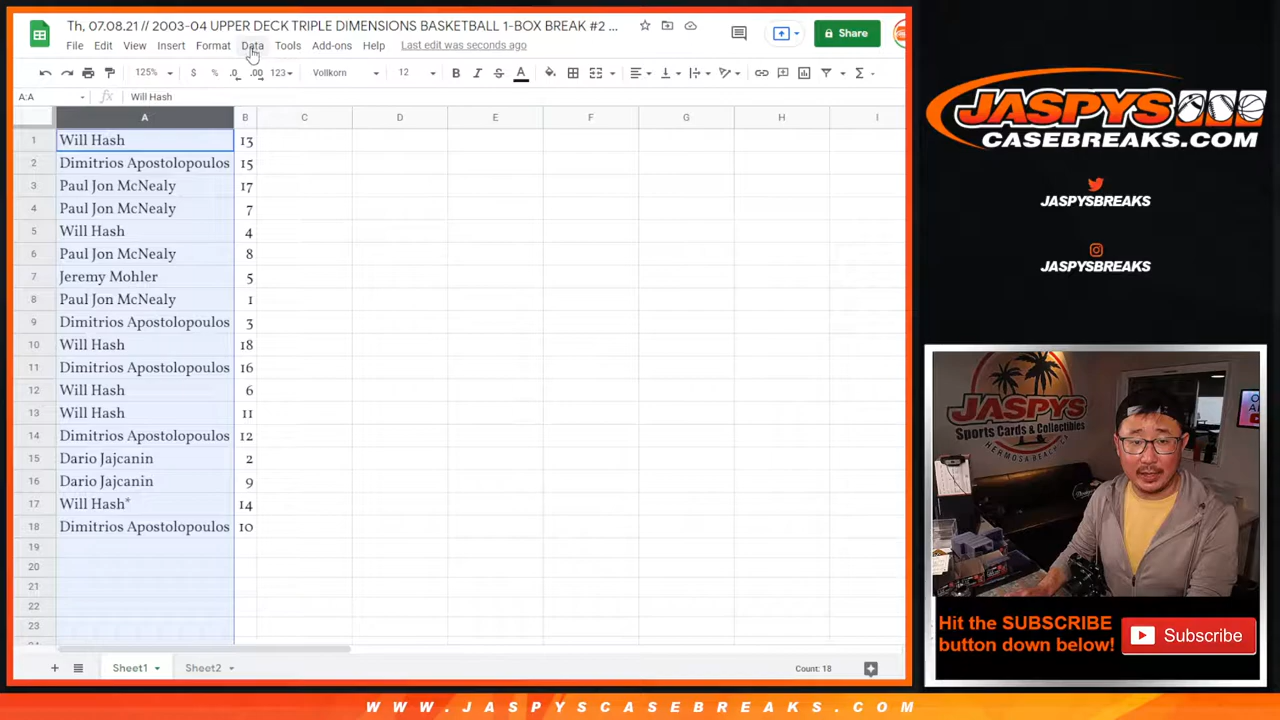 Th, 07.08.21 // 2003-04 UPPER DECK TRIPLE DIMENSIONS BASKETBALL 1-BOX BREAK #2 ...
File Edit View Insert Format Data Tools Add-ons Help Last edit was seconds ago
Share
125% $ % .0 .00 123 Vollkorn 12 B I S A
A:A fx Will Hash
A B C D E F G H I
1 Will Hash 13
2 Dimitrios Apostolopoulos 15
3 Paul Jon McNealy 17
4 Paul Jon McNealy 7
5 Will Hash 4
6 Paul Jon McNealy 8
7 Jeremy Mohler 5
8 Paul Jon McNealy 1
9 Dimitrios Apostolopoulos 3
10 Will Hash 18
11 Dimitrios Apostolopoulos 16
12 Will Hash 6
13 Will Hash 11
14 Dimitrios Apostolopoulos 12
15 Dario Jajcanin 2
16 Dario Jajcanin 9
17 Will Hash* 14
18 Dimitrios Apostolopoulos 10
19
20
21
22
23
Sheet1 Sheet2 Count: 18
JASPYS
CASEBREAKS.COM
JASPYSBREAKS
JASPYSBREAKS
JASPYS
Sports Cards & Collectibles
HERMOSA BEACH, CA
Hit the SUBSCRIBE
button down below!
Subscribe
WWW.JASPYSCASEBREAKS.COM